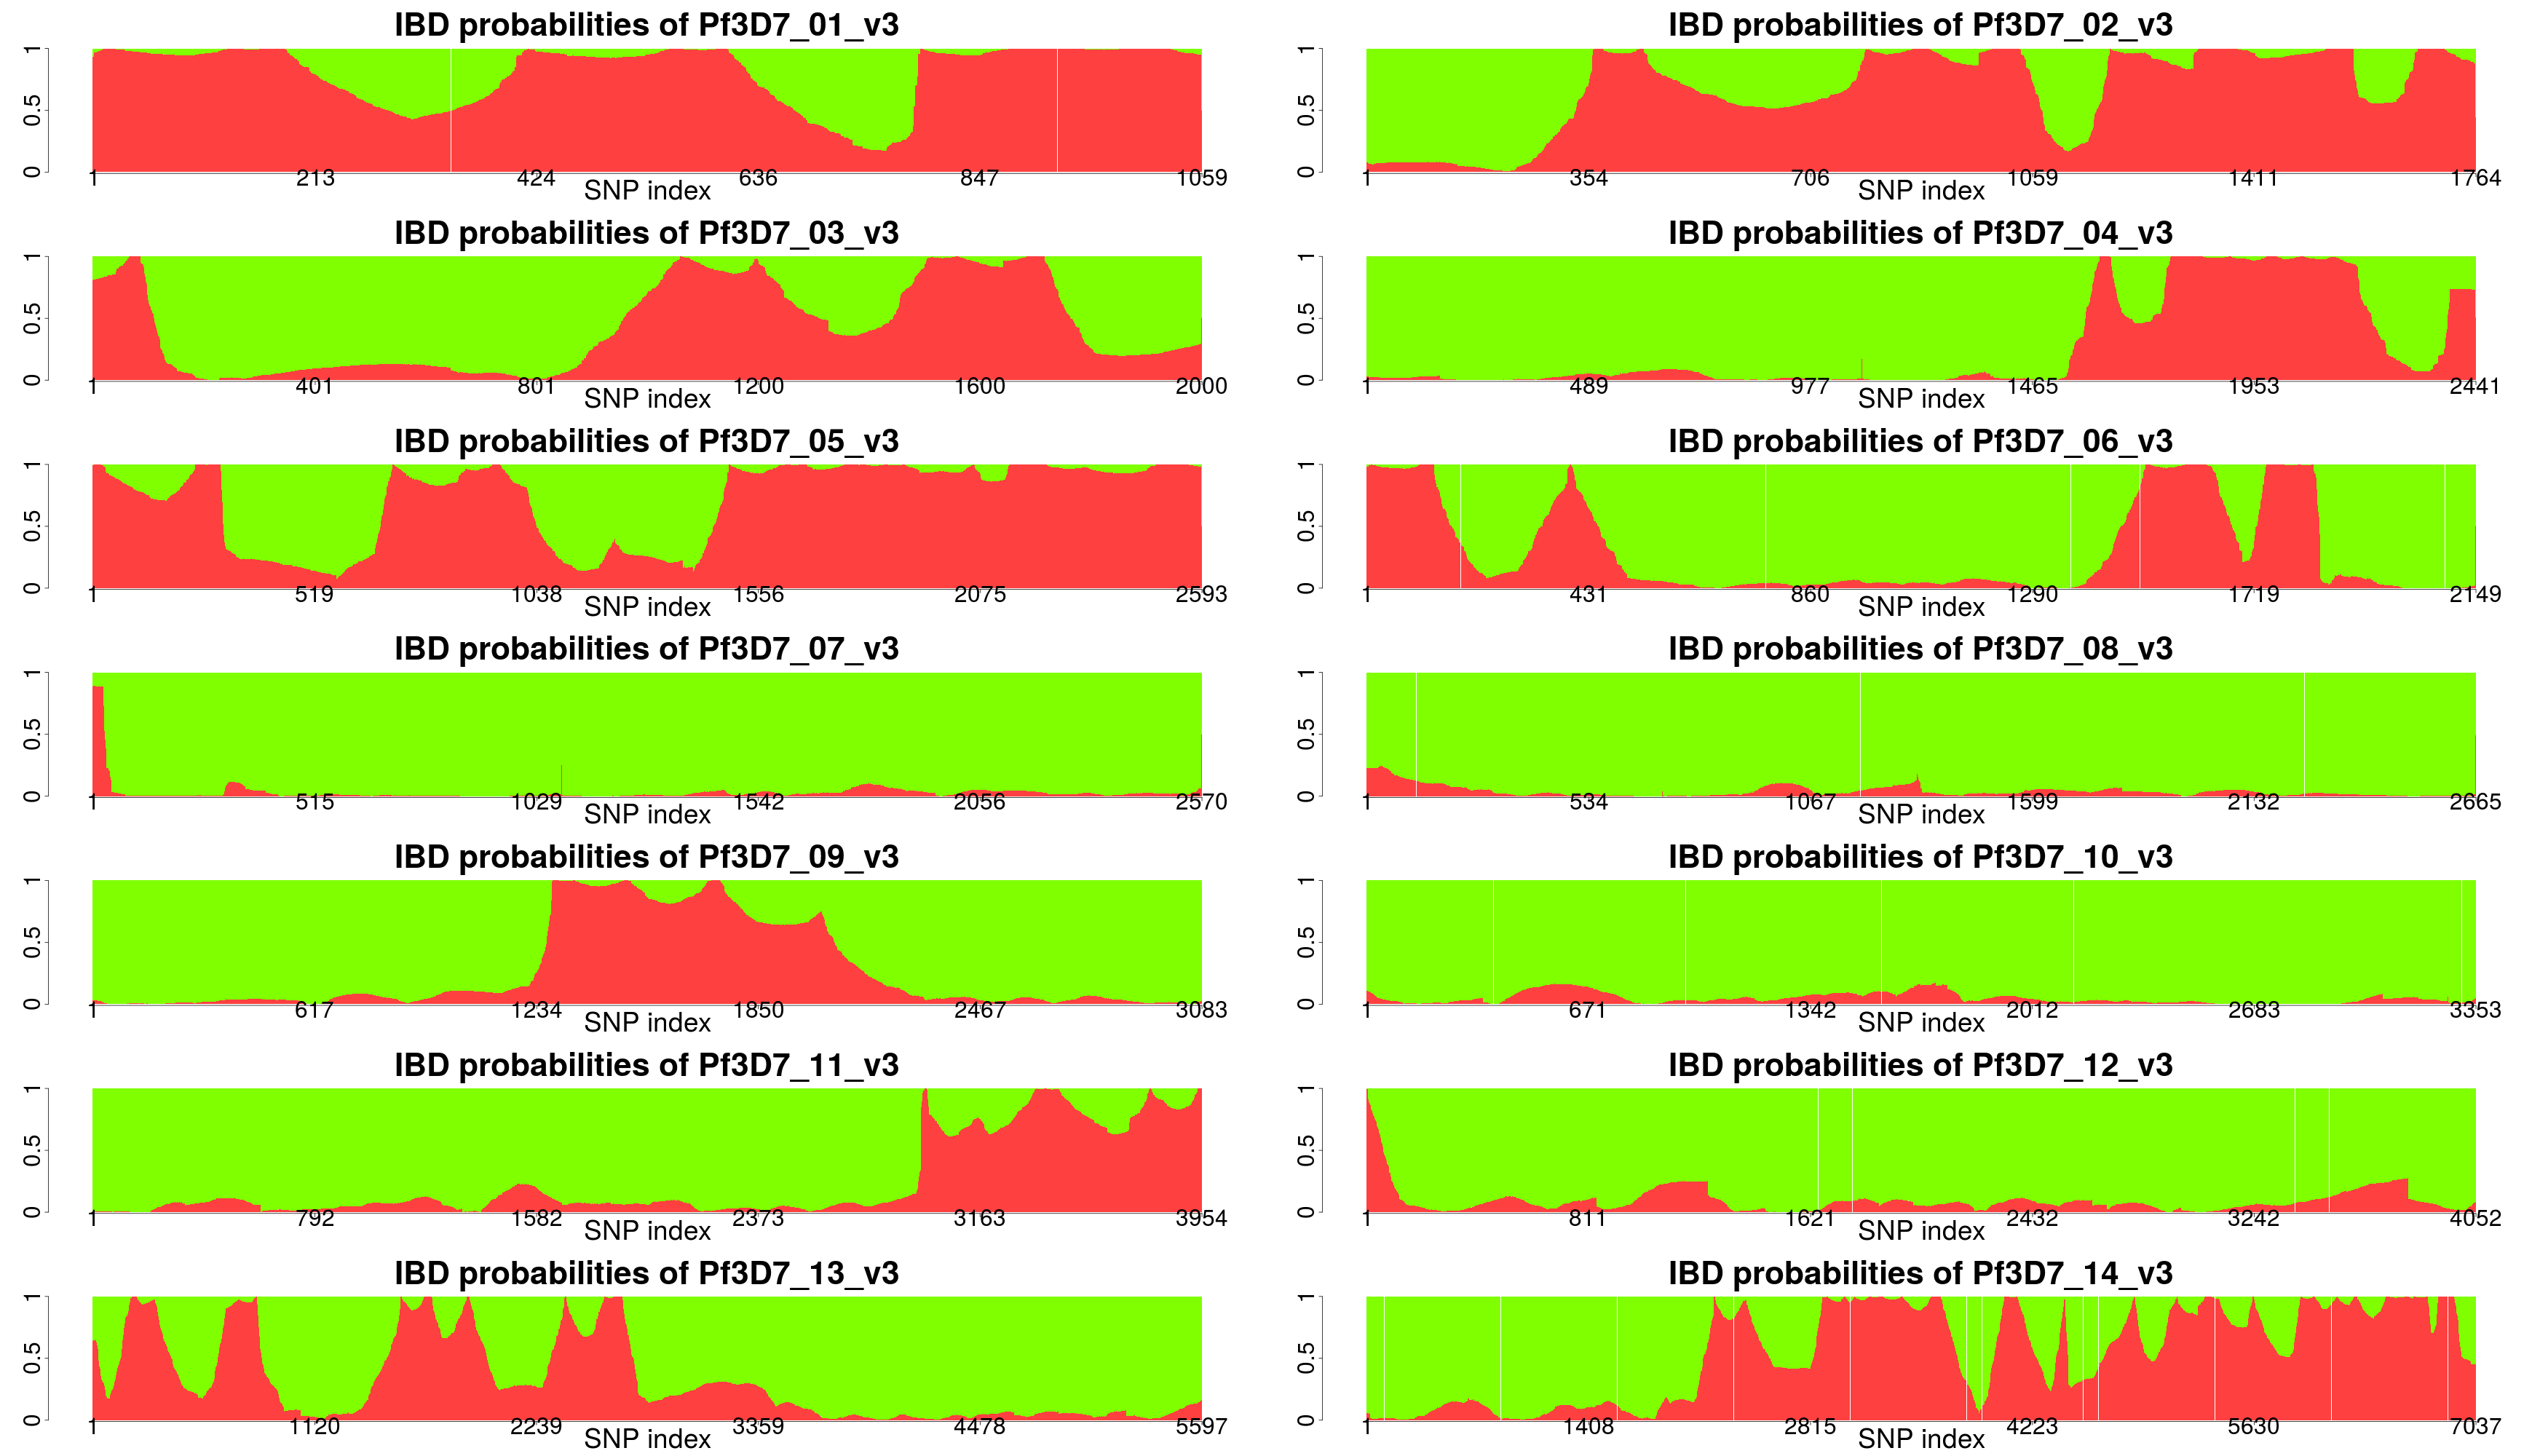 IBD probabilities of Pf3D7_01_v3
1
0.5
0
1 213 424 636 847 1059
SNP index
IBD probabilities of Pf3D7_02_v3
1
0.5
0
1 354 706 1059 1411 1764
SNP index
IBD probabilities of Pf3D7_03_v3
1
0.5
0
1 401 801 1200 1600 2000
SNP index
IBD probabilities of Pf3D7_04_v3
1
0.5
0
1 489 977 1465 1953 2441
SNP index
IBD probabilities of Pf3D7_05_v3
1
0.5
0
1 519 1038 1556 2075 2593
SNP index
IBD probabilities of Pf3D7_06_v3
1
0.5
0
1 431 860 1290 1719 2149
SNP index
IBD probabilities of Pf3D7_07_v3
1
0.5
0
1 515 1029 1542 2056 2570
SNP index
IBD probabilities of Pf3D7_08_v3
1
0.5
0
1 534 1067 1599 2132 2665
SNP index
IBD probabilities of Pf3D7_09_v3
1
0.5
0
1 617 1234 1850 2467 3083
SNP index
IBD probabilities of Pf3D7_10_v3
1
0.5
0
1 671 1342 2012 2683 3353
SNP index
IBD probabilities of Pf3D7_11_v3
1
0.5
0
1 792 1582 2373 3163 3954
SNP index
IBD probabilities of Pf3D7_12_v3
1
0.5
0
1 811 1621 2432 3242 4052
SNP index
IBD probabilities of Pf3D7_13_v3
1
0.5
0
1 1120 2239 3359 4478 5597
SNP index
IBD probabilities of Pf3D7_14_v3
1
0.5
0
1 1408 2815 4223 5630 7037
SNP index